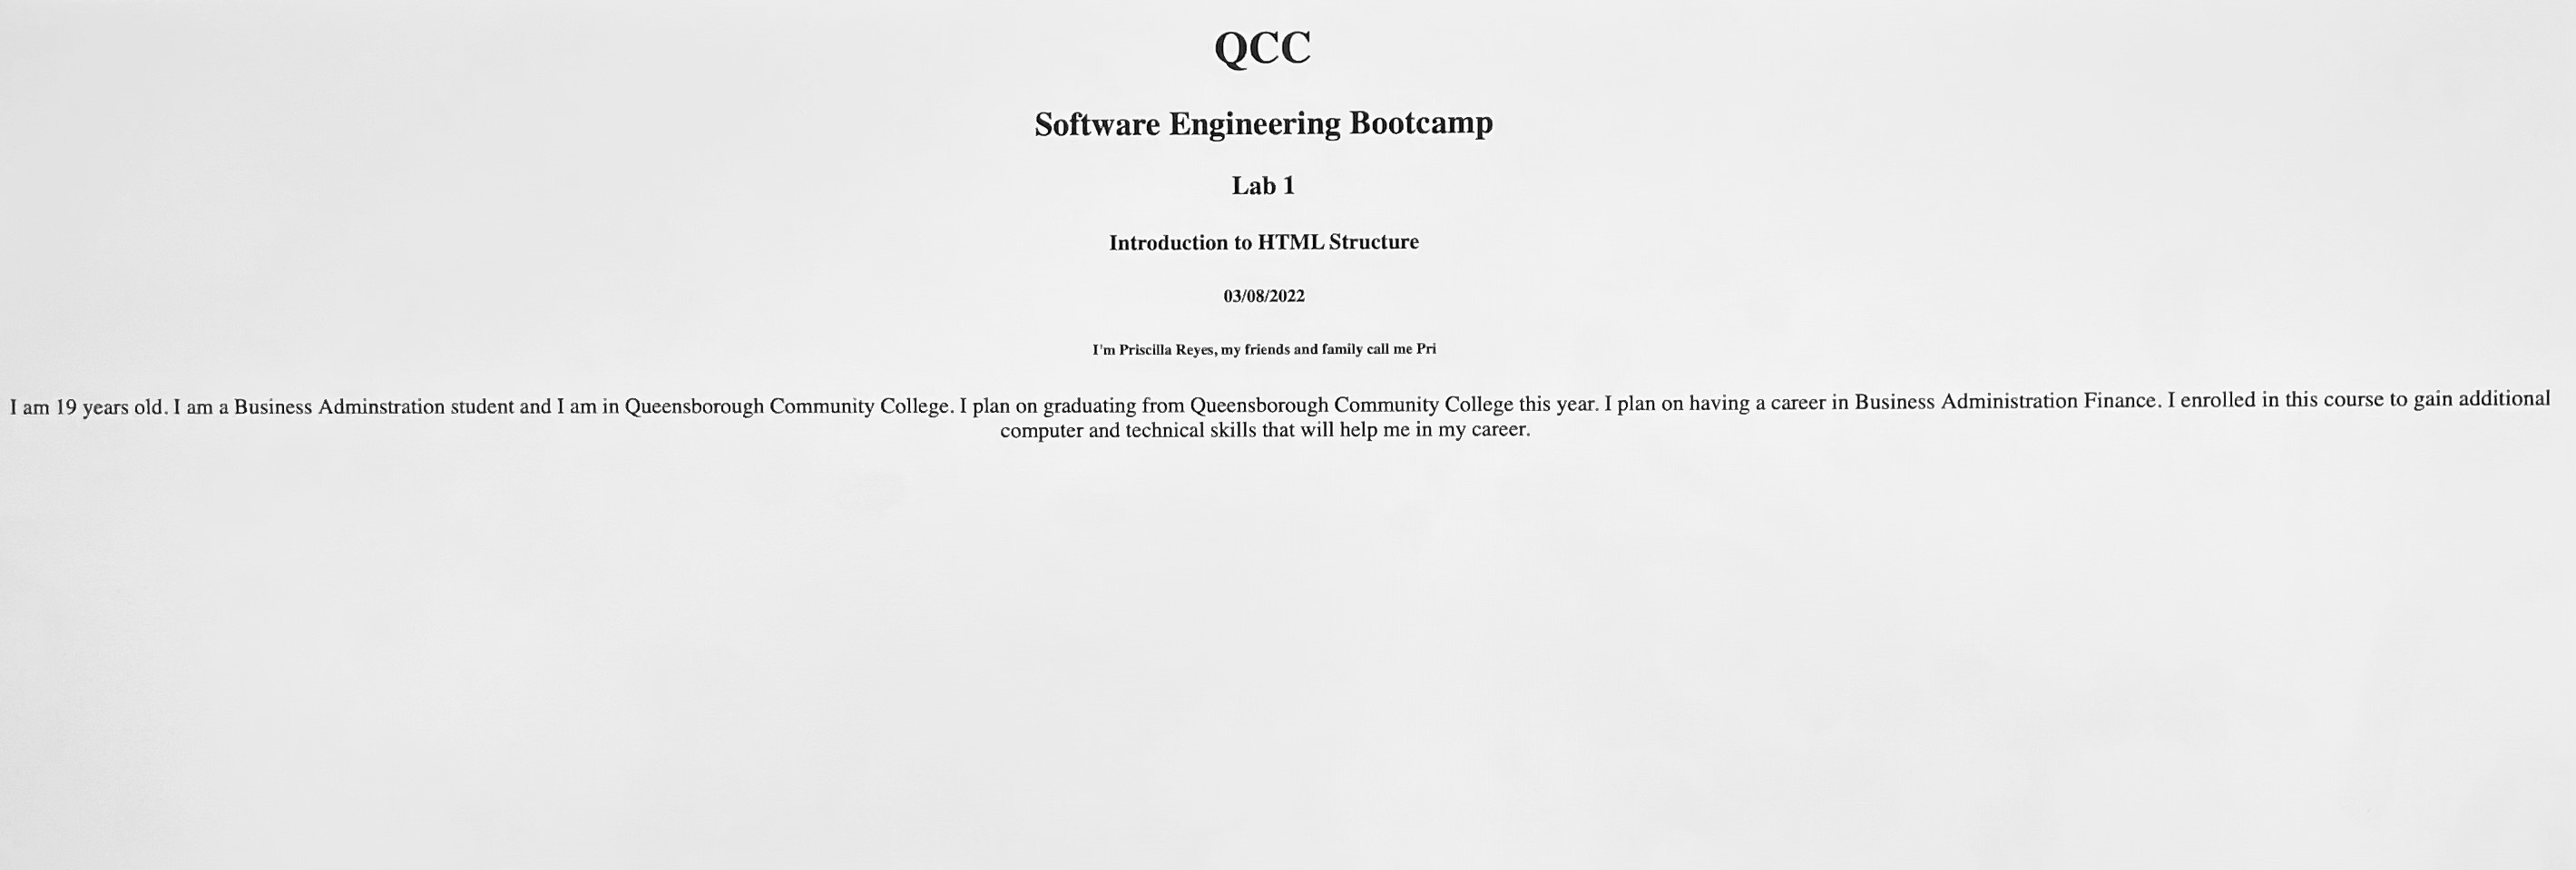 QCC
Software Engineering Bootcamp
Lab 1
Introduction to HTML Structure
03/08/2022
I'm Priscilla Reyes, my friends and family call me Pri
I am 19 years old. I am a Business Adminstration student and I am in Queensborough Community College. I plan on graduating from Queensborough Community College this year. I plan on having a career in Business Administration Finance. I enrolled in this course to gain additional
computer and technical skills that will help me in my career.